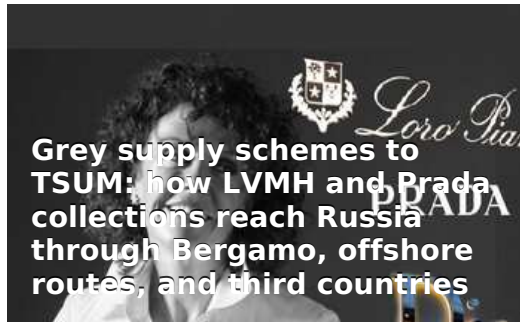 Loro Pia
PRADA
Grey supply schemes to
TSUM: how LVMH and Prada
collections reach Russia
through Bergamo, offshore
routes, and third countries